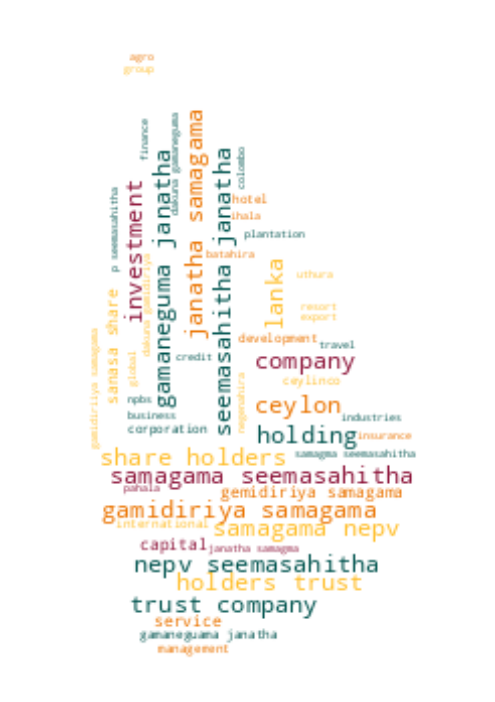 agro
group
finance
dakuna gamaneguma
janatha samagama
gamaneguma janatha
seemasahitha janatha
colombo
investment
p seemasahitha
hotel
ihala
plantation
batahira
lanka
uthura
dakuna gamidiriya
sanasa share
resort
export
gamidiriya samagama
development
travel
global
credit
company
negenahira
ceylinco
npbs
ceylon
business
industries
corporation
holding
insurance
share holders
samagma seemasahitha
samagama seemasahitha
pahala
gemidiriya samagama
gamidiriya samagama
international
samagama nepv
capital
janatha samagma
nepv seemasahitha
holders trust
trust company
service
gamaneguama janatha
management